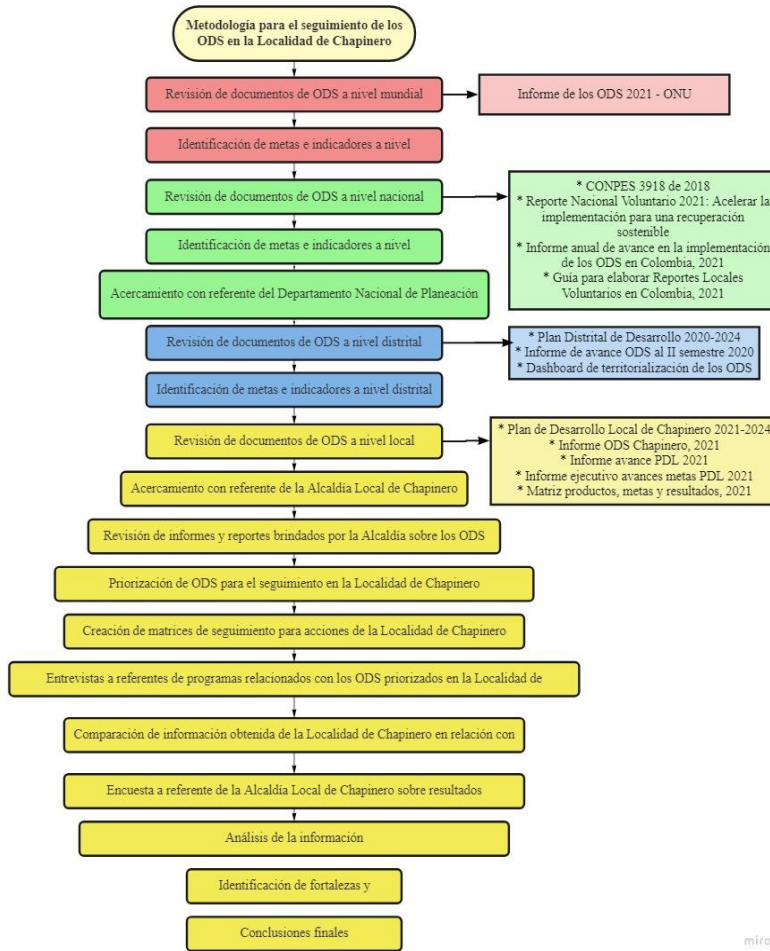 Metodología para el seguimiento de los
ODS en la Localidad de Chapinero
Revisión de documentos de ODS a nivel mundial
Informe de los ODS 2021 - ONU
Identificación de metas e indicadores a nivel
Revisión de documentos de ODS a nivel nacional
* CONPES 3918 de 2018
* Reporte Nacional Voluntario 2021: Acelerar la
implementación para una recuperación
sostenible
* Informe anual de avance en la implementación
de los ODS en Colombia, 2021
* Guía para elaborar Reportes Locales
Voluntarios en Colombia, 2021
Identificación de metas e indicadores a nivel
Acercamiento con referente del Departamento Nacional de Planeación
Revisión de documentos de ODS a nivel distrital
* Plan Distrital de Desarrollo 2020-2024
* Informe de avance ODS al II semestre 2020
* Dashboard de territorialización de los ODS
Identificación de metas e indicadores a nivel distrital
Revisión de documentos de ODS a nivel local
* Plan de Desarrollo Local de Chapinero 2021-2024
* Informe ODS Chapinero, 2021
* Informe avance PDL 2021
* Informe ejecutivo avances metas PDL 2021
* Matriz productos, metas y resultados, 2021
Acercamiento con referente de la Alcaldía Local de Chapinero
Revisión de informes y reportes brindados por la Alcaldía sobre los ODS
Priorización de ODS para el seguimiento en la Localidad de Chapinero
Creación de matrices de seguimiento para acciones de la Localidad de Chapinero
Entrevistas a referentes de programas relacionados con los ODS priorizados en la Localidad de
Comparación de información obtenida de la Localidad de Chapinero en relación con
Encuesta a referente de la Alcaldía Local de Chapinero sobre resultados
Análisis de la información
Identificación de fortalezas y
Conclusiones finales
miro